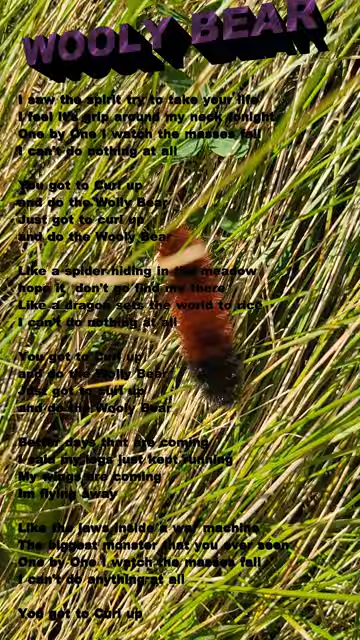 WOOLY BEAR
I saw the spirit try to take your life
I feel it's grip around my neck tonight
One by One I watch the masses fall
I can't do nothing at all
You got to Curl up
and do the Wolly Bear
Just got to curl up
and do the Wooly Bear
Like a spider hiding in the meadow
hope it don't go find me there
Like a dragon sets the world to rice
I can't do nothing at all
You got to Curl up
and do the Wolly Bear
Just got to curl up
and do the Wooly Bear
Better days that are coming
I said my legs just kept running
My wings are coming
Im flying away
Like the jaws inside a war machine
The biggest monster that you ever seen
One by One I watch the masses fall
I can't do anything at all
You got to Curl up